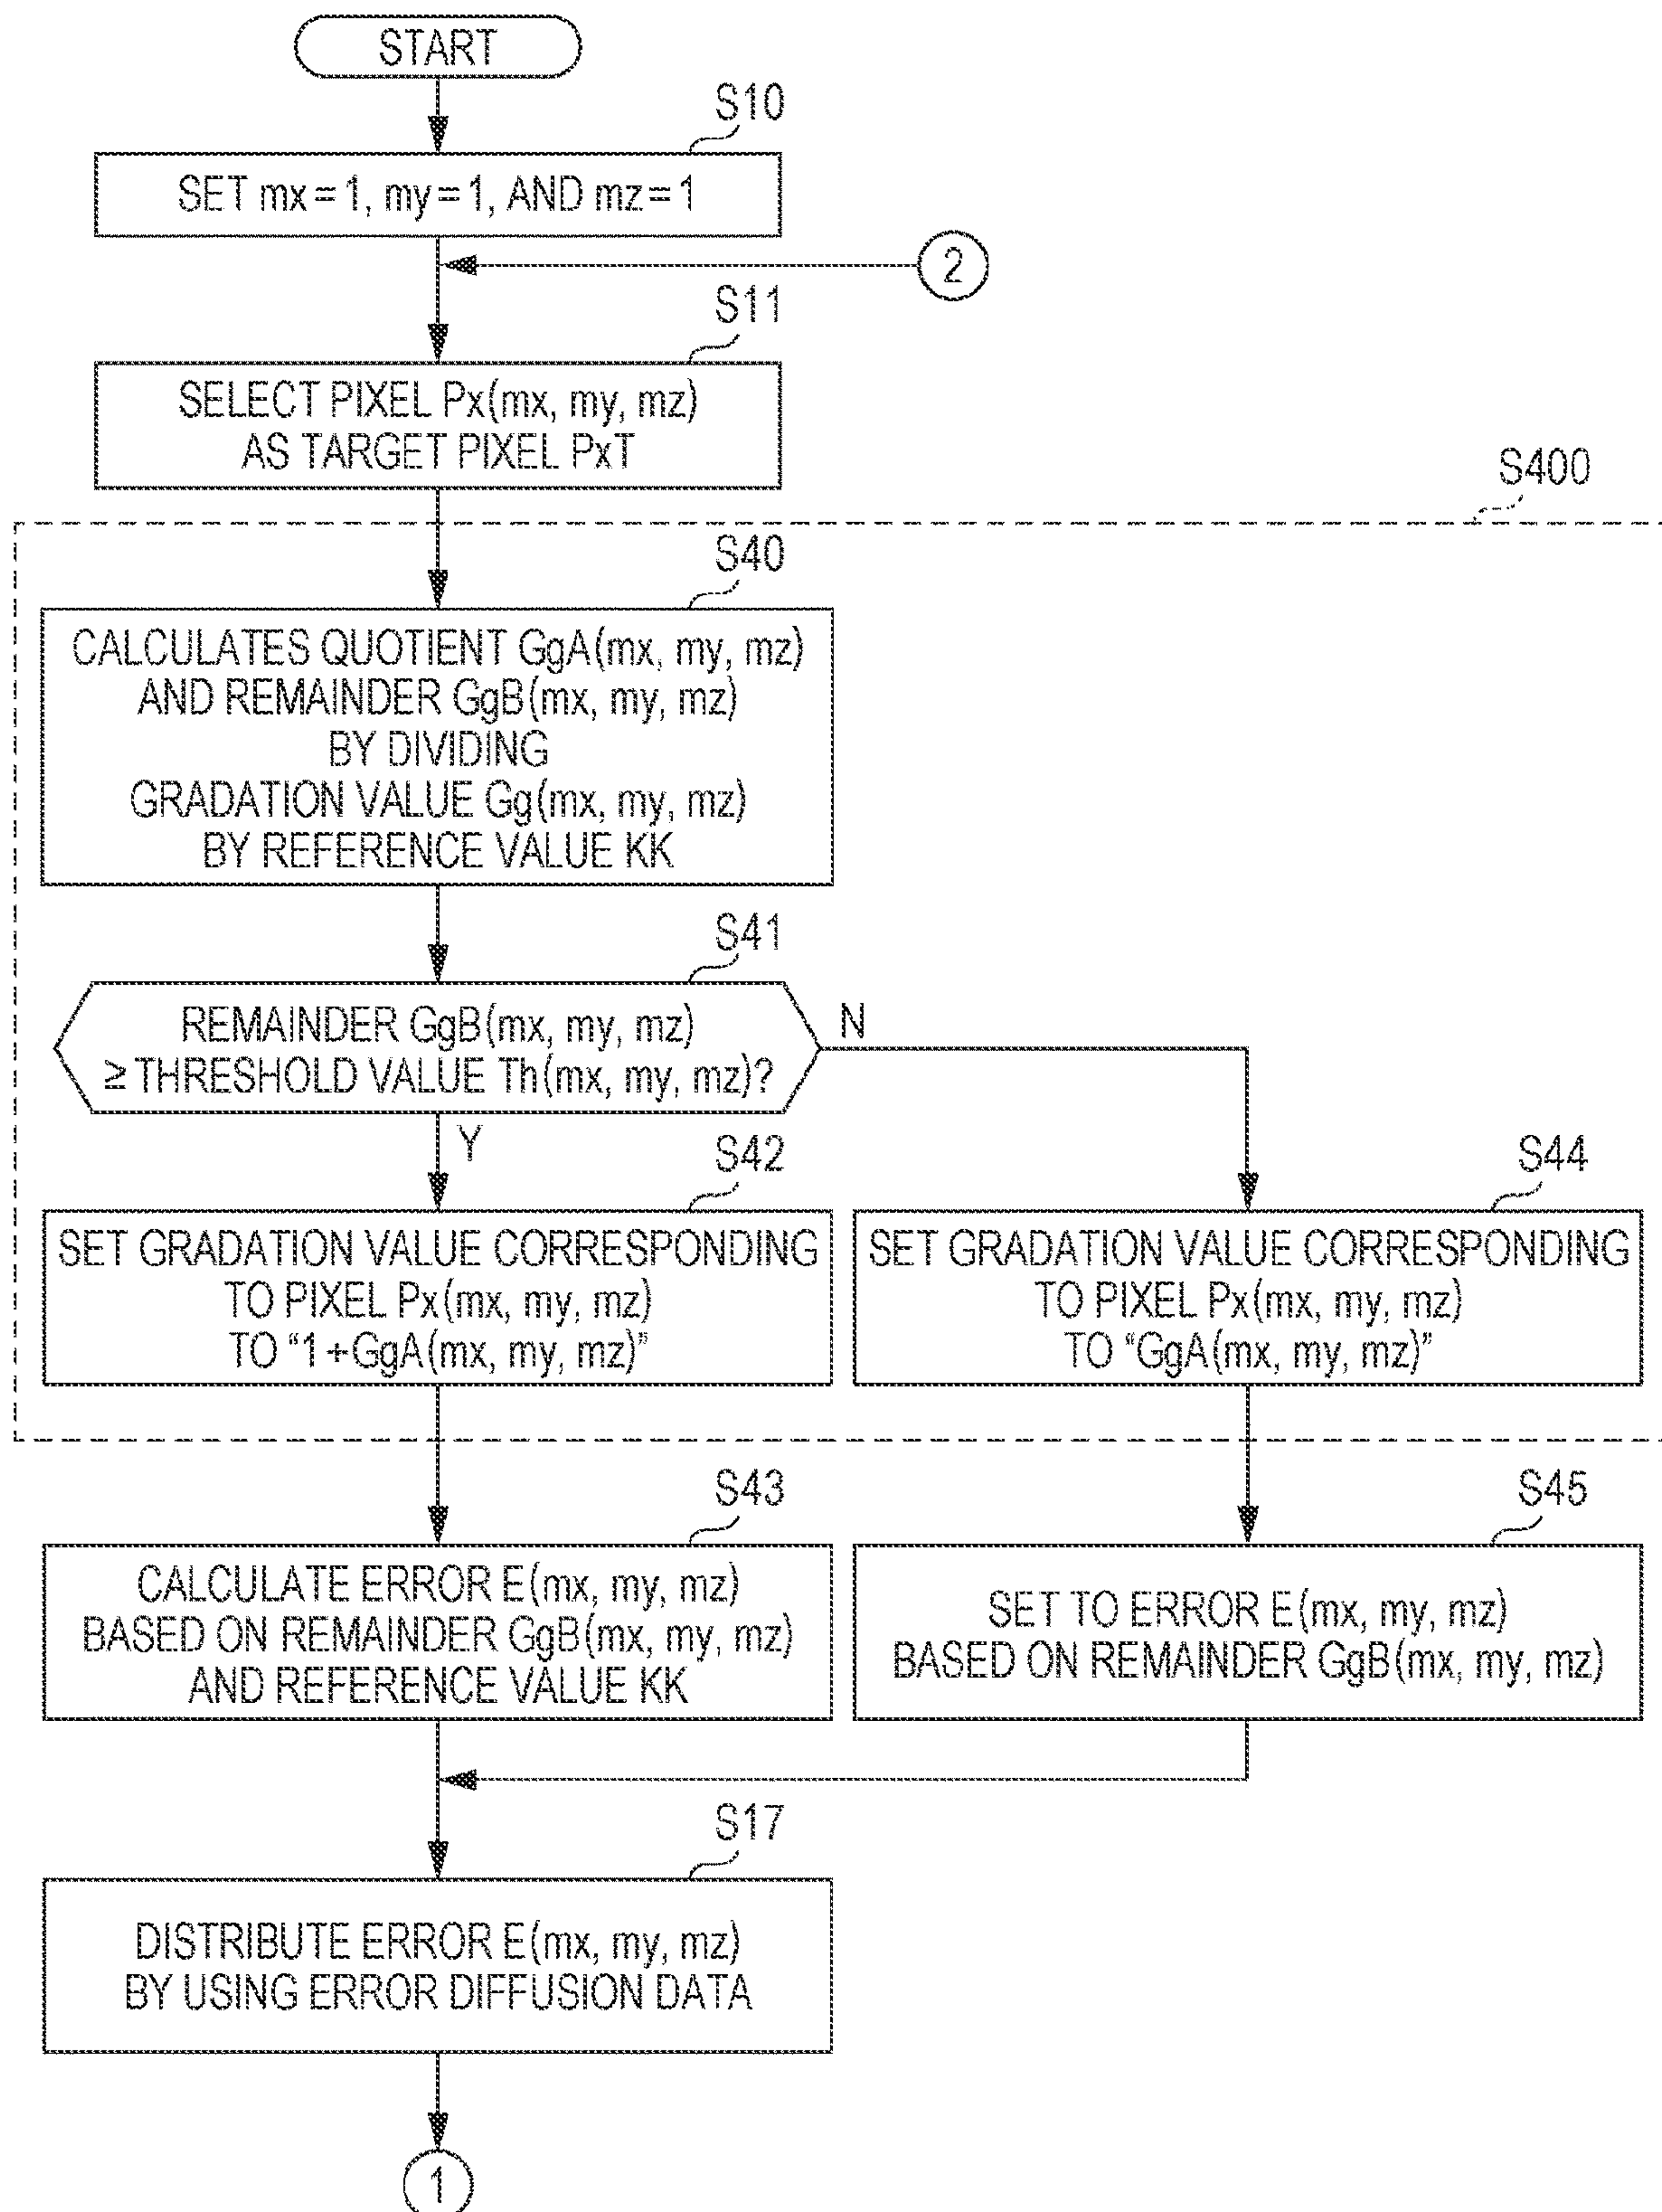 START
S10
SET mx = 1, my = 1, AND mz = 1
2
S11
SELECT PIXEL Px(mx, my, mz)
AS TARGET PIXEL PxT
S400
S40
CALCULATES QUOTIENT GgA(mx, my, mz)
AND REMAINDER GgB(mx, my, mz)
BY DIVIDING
GRADATION VALUE Gg(mx, my, mz)
BY REFERENCE VALUE KK
S41
REMAINDER GgB(mx, my, mz)
≥ THRESHOLD VALUE Th(mx, my, mz)?
N
Y
S42
SET GRADATION VALUE CORRESPONDING
TO PIXEL Px(mx, my, mz)
TO “1+GgA(mx, my, mz)”
S44
SET GRADATION VALUE CORRESPONDING
TO PIXEL Px(mx, my, mz)
TO “GgA(mx, my, mz)”
S43
CALCULATE ERROR E(mx, my, mz)
BASED ON REMAINDER GgB(mx, my, mz)
AND REFERENCE VALUE KK
S45
SET TO ERROR E(mx, my, mz)
BASED ON REMAINDER GgB(mx, my, mz)
S17
DISTRIBUTE ERROR E(mx, my, mz)
BY USING ERROR DIFFUSION DATA
1